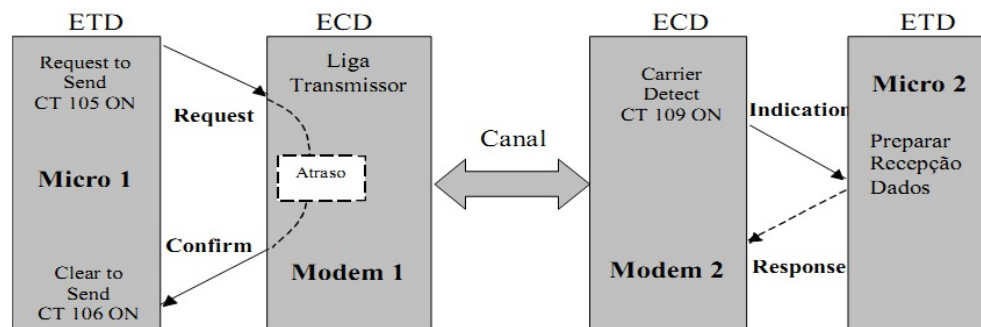 ETD
Request to
Send
CT 105 ON
Micro 1
Clear to
Send
CT 106 ON
Request
Confirm
ECD
Liga
Transmissor
Atraso
Modem 1
Canal
ECD
Carrier
Detect
CT 109 ON
Modem 2
Indication
Response
ETD
Micro 2
Preparar
Recepção
Dados